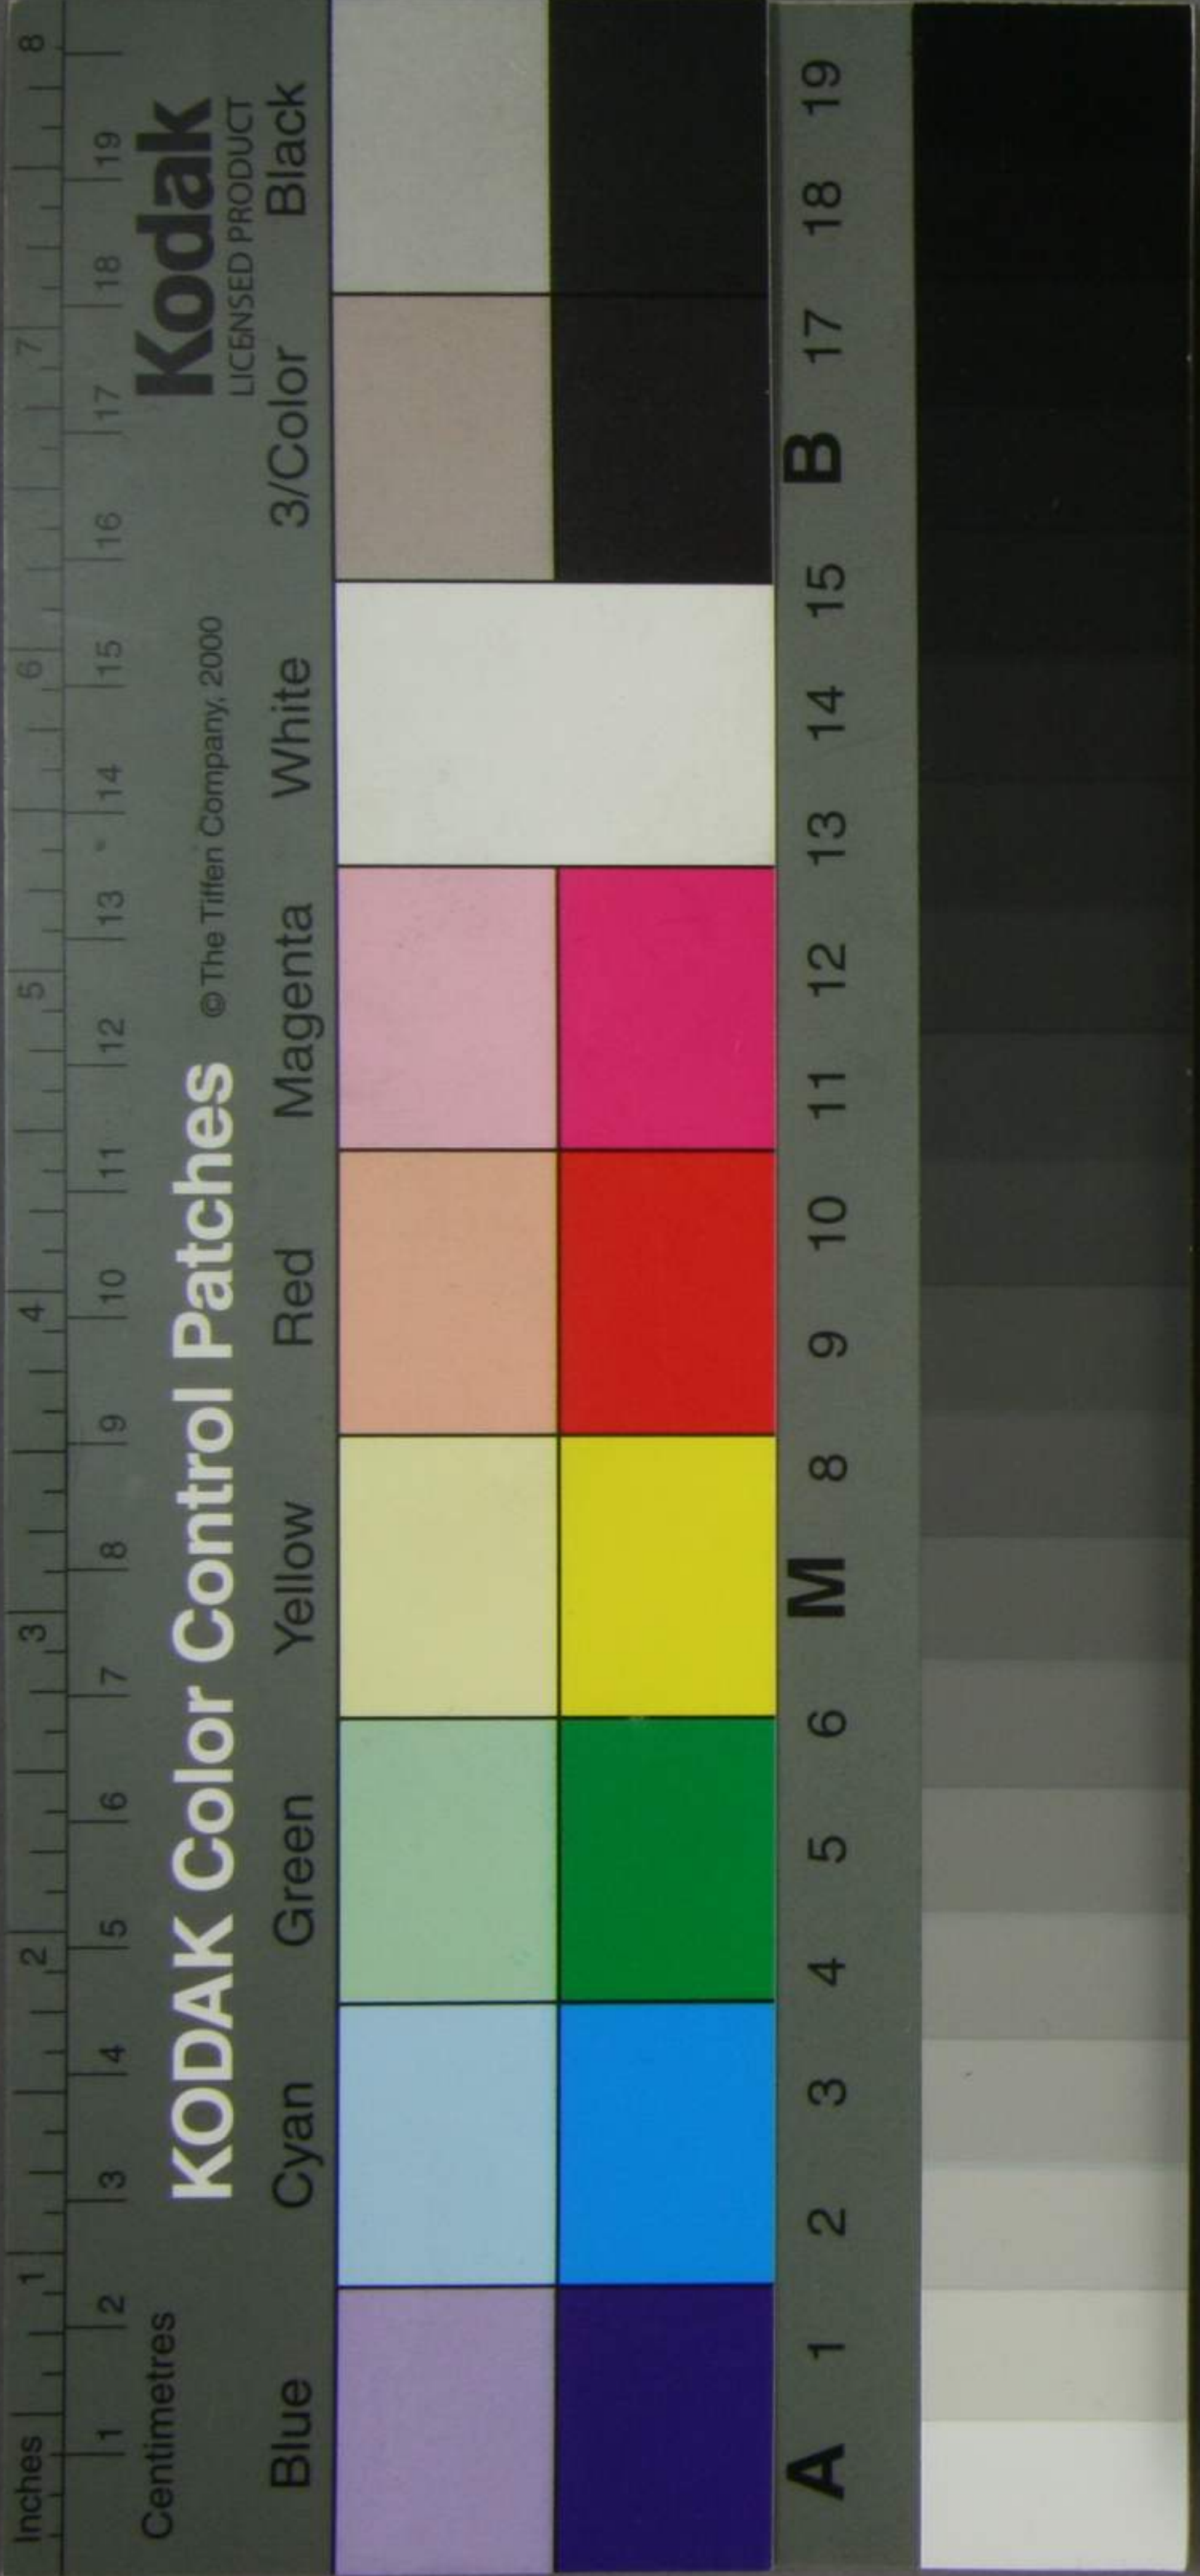 Inches 1 2 3 4 5 6 7 8
Centimetres 1 2 3 4 5 6 7 8 9 10 11 12 13 14 15 16 17 18 19
KODAK Color Control Patches © The Tiffen Company, 2000 Kodak
LICENSED PRODUCT
Blue Cyan Green Yellow Red Magenta White 3/Color Black
A 1 2 3 4 5 6 M 8 9 10 11 12 13 14 15 B 17 18 19